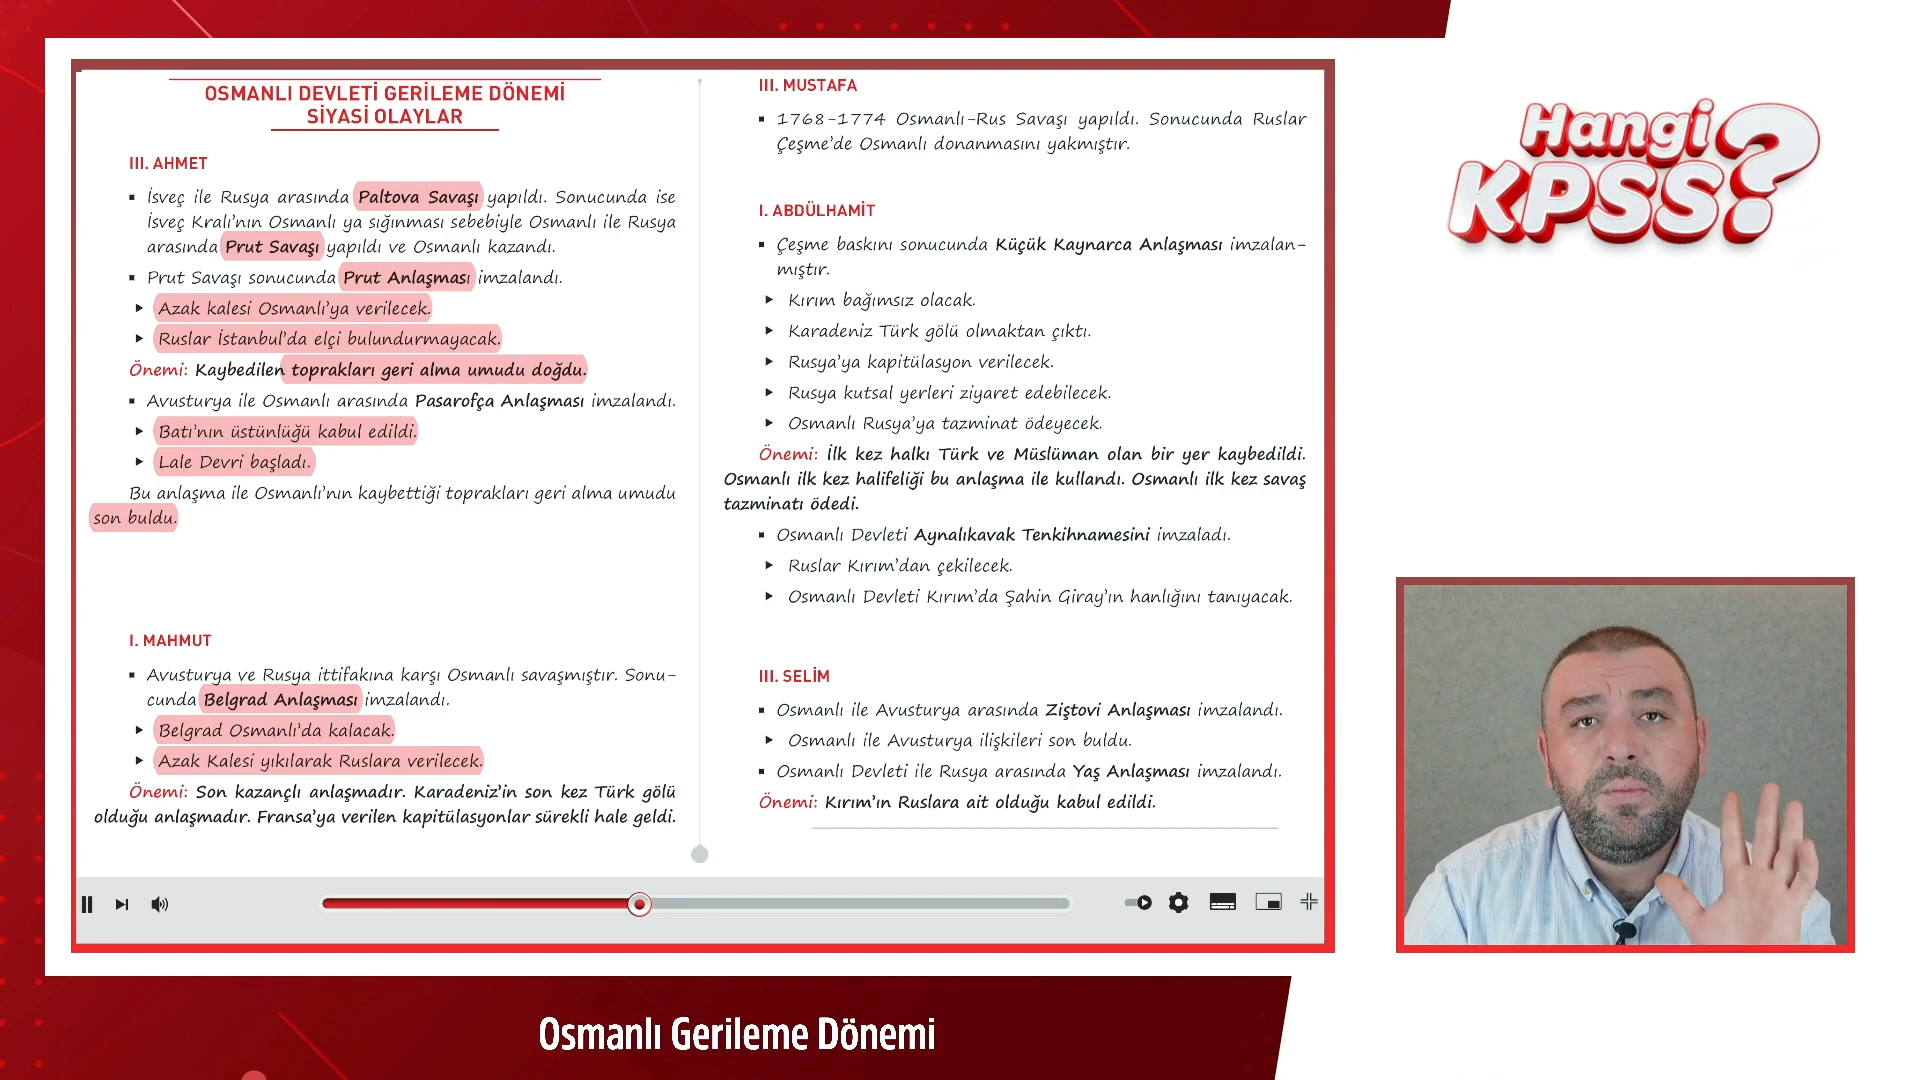 OSMANLI DEVLETİ GERİLEME DÖNEMİ
SİYASİ OLAYLAR
III. AHMET
▪ İsveç ile Rusya arasında Paltova Savaşı yapıldı. Sonucunda ise
İsveç Kralı’nın Osmanlı ya sığınması sebebiyle Osmanlı ile Rusya
arasında Prut Savaşı yapıldı ve Osmanlı kazandı.
▪ Prut Savaşı sonucunda Prut Anlaşması imzalandı.
▶ Azak kalesi Osmanlı’ya verilecek.
▶ Ruslar İstanbul’da elçi bulundurmayacak.
Önemi: Kaybedilen toprakları geri alma umudu doğdu.
▪ Avusturya ile Osmanlı arasında Pasarofça Anlaşması imzalandı.
▶ Batı’nın üstünlüğü kabul edildi.
▶ Lale Devri başladı.
Bu anlaşma ile Osmanlı’nın kaybettiği toprakları geri alma umudu
son buldu.
I. MAHMUT
▪ Avusturya ve Rusya ittifakına karşı Osmanlı savaşmıştır. Sonu-
cunda Belgrad Anlaşması imzalandı.
▶ Belgrad Osmanlı’da kalacak.
▶ Azak Kalesi yıkılarak Ruslara verilecek.
Önemi: Son kazançlı anlaşmadır. Karadeniz’in son kez Türk gölü
olduğu anlaşmadır. Fransa’ya verilen kapitülasyonlar sürekli hale geldi.
III. MUSTAFA
▪ 1768-1774 Osmanlı-Rus Savaşı yapıldı. Sonucunda Ruslar
Çeşme’de Osmanlı donanmasını yakmıştır.
I. ABDÜLHAMİT
▪ Çeşme baskını sonucunda Küçük Kaynarca Anlaşması imzalan-
mıştır.
▶ Kırım bağımsız olacak.
▶ Karadeniz Türk gölü olmaktan çıktı.
▶ Rusya’ya kapitülasyon verilecek.
▶ Rusya kutsal yerleri ziyaret edebilecek.
▶ Osmanlı Rusya’ya tazminat ödeyecek.
Önemi: İlk kez halkı Türk ve Müslüman olan bir yer kaybedildi.
Osmanlı ilk kez halifeliği bu anlaşma ile kullandı. Osmanlı ilk kez savaş
tazminatı ödedi.
▪ Osmanlı Devleti Aynalıkavak Tenkihnamesini imzaladı.
▶ Ruslar Kırım’dan çekilecek.
▶ Osmanlı Devleti Kırım’da Şahin Giray’ın hanlığını tanıyacak.
III. SELİM
▪ Osmanlı ile Avusturya arasında Ziştovi Anlaşması imzalandı.
▶ Osmanlı ile Avusturya ilişkileri son buldu.
▪ Osmanlı Devleti ile Rusya arasında Yaş Anlaşması imzalandı.
Önemi: Kırım’ın Ruslara ait olduğu kabul edildi.
Hangi
KPSS?
Osmanlı Gerileme Dönemi